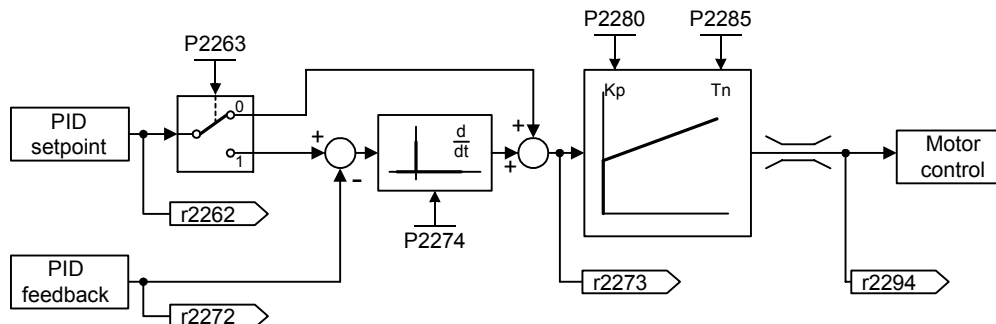 P2263
P2280
P2285
PID
setpoint
0
1
+
-
d
dt
+
+
Kp
Tn
Motor
control
r2262
P2274
PID
feedback
r2272
r2273
r2294